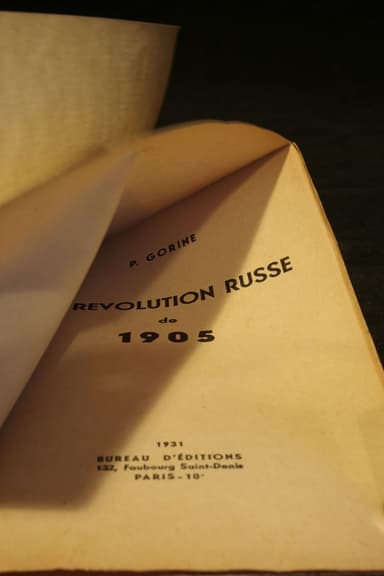 P. GORINE
REVOLUTION RUSSE
de
1905
1931
BUREAU D'ÉDITIONS
132, Faubourg Saint-Denis
PARIS-10e